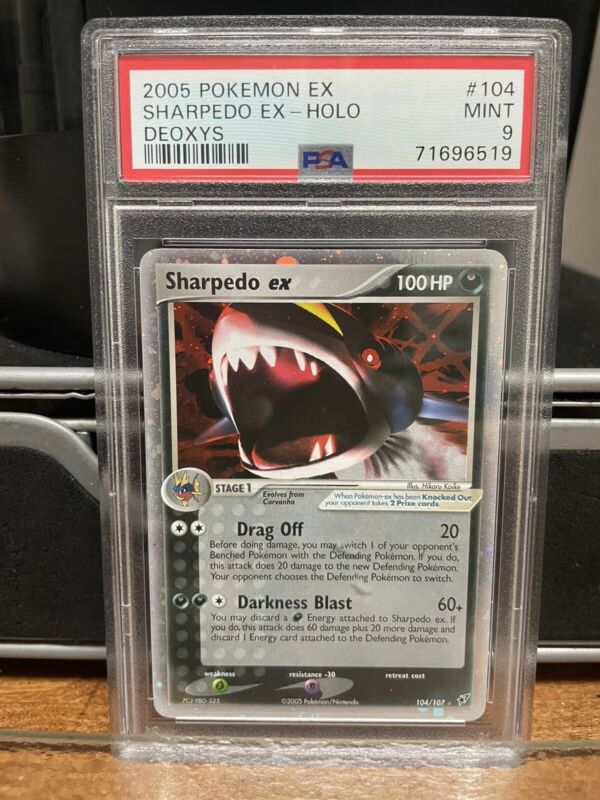 2005 POKEMON EX #104
SHARPEDO EX - HOLO MINT
DEOXYS 9
PSA 71696519
Sharpedo ex 100 HP
Illus. Hikaru Koike
STAGE 1
Evolves from
Carvanha
When Pokémon-ex has been Knocked Out,
your opponent takes 2 Prize cards.
Drag Off 20
Before doing damage, you may switch 1 of your opponent's
Benched Pokémon with the Defending Pokémon. If you do,
this attack does 20 damage to the new Defending Pokémon.
Your opponent chooses the Defending Pokémon to switch.
Darkness Blast 60+
You may discard a Energy attached to Sharpedo ex. If
you do, this attack does 60 damage plus 20 more damage and
discard 1 Energy card attached to the Defending Pokémon.
weakness resistance -30 retreat cost
7CJ-YBD-S25 ©2005 Pokémon/Nintendo 104/107